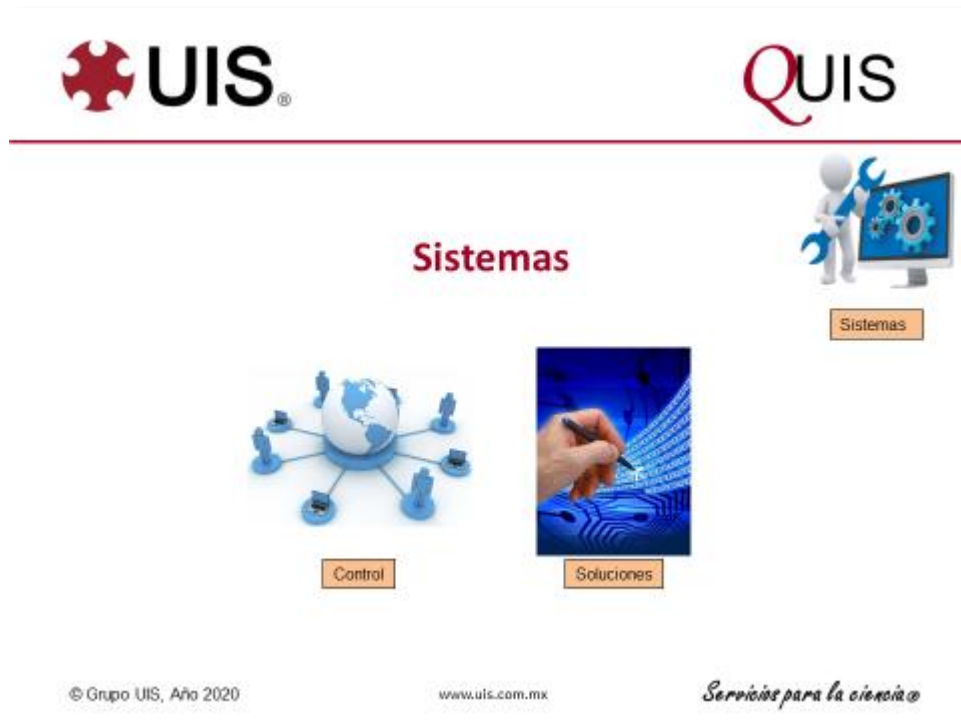 UIS®
QUIS
Sistemas
Sistemas
Control
Soluciones
© Grupo UIS, Año 2020
www.uis.com.mx
Servicios para la ciencia®